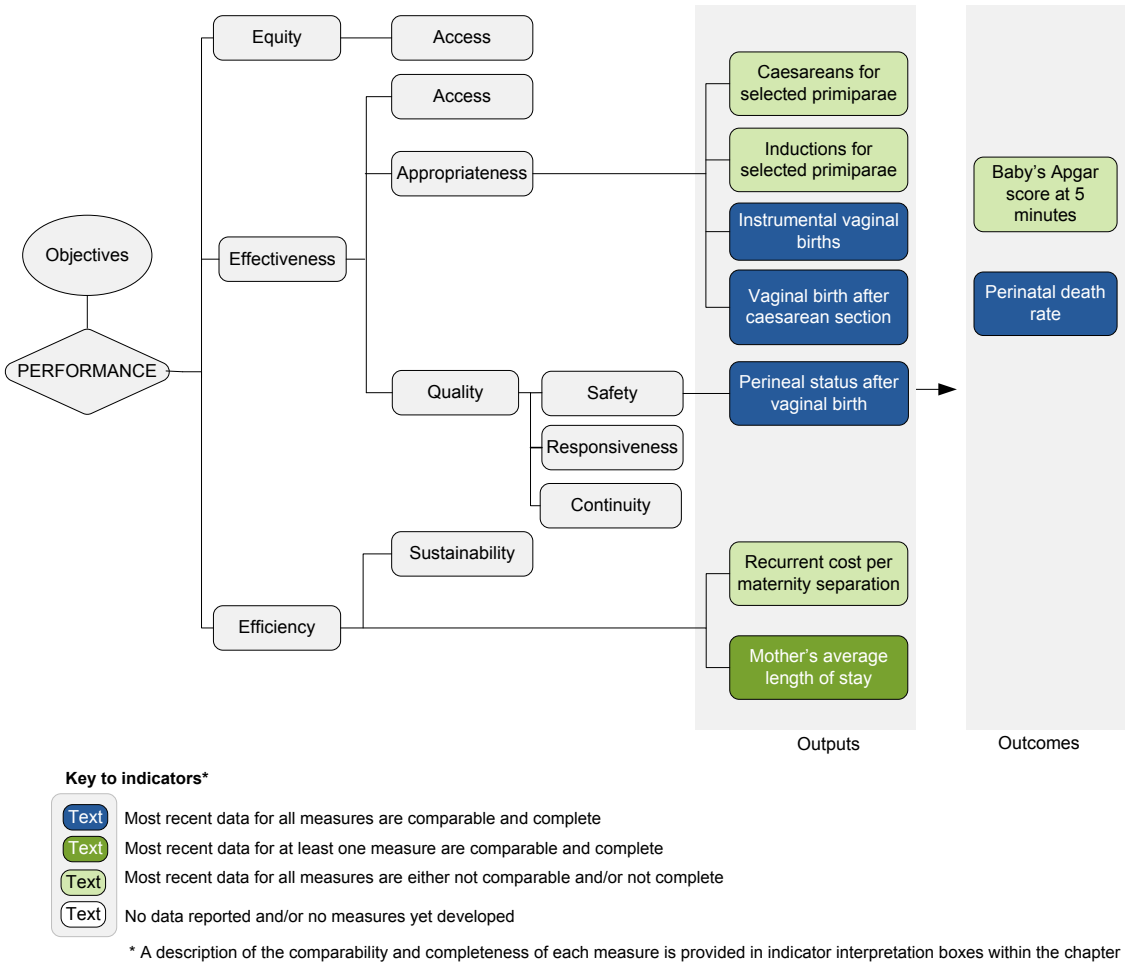 Equity
Access
Access
Caesareans for
selected primiparae
Inductions for
selected primiparae
Appropriateness
Baby's Apgar
score at 5
minutes
Instrumental vaginal
births
Objectives
Effectiveness
Vaginal birth after
caesarean section
Perinatal death
rate
PERFORMANCE
Quality
Safety
Perineal status after
vaginal birth
Responsiveness
Continuity
Sustainability
Recurrent cost per
maternity separation
Efficiency
Mother's average
length of stay
Outputs
Outcomes
Key to indicators*
Text Most recent data for all measures are comparable and complete
Text Most recent data for at least one measure are comparable and complete
Text Most recent data for all measures are either not comparable and/or not complete
Text No data reported and/or no measures yet developed
* A description of the comparability and completeness of each measure is provided in indicator interpretation boxes within the chapter